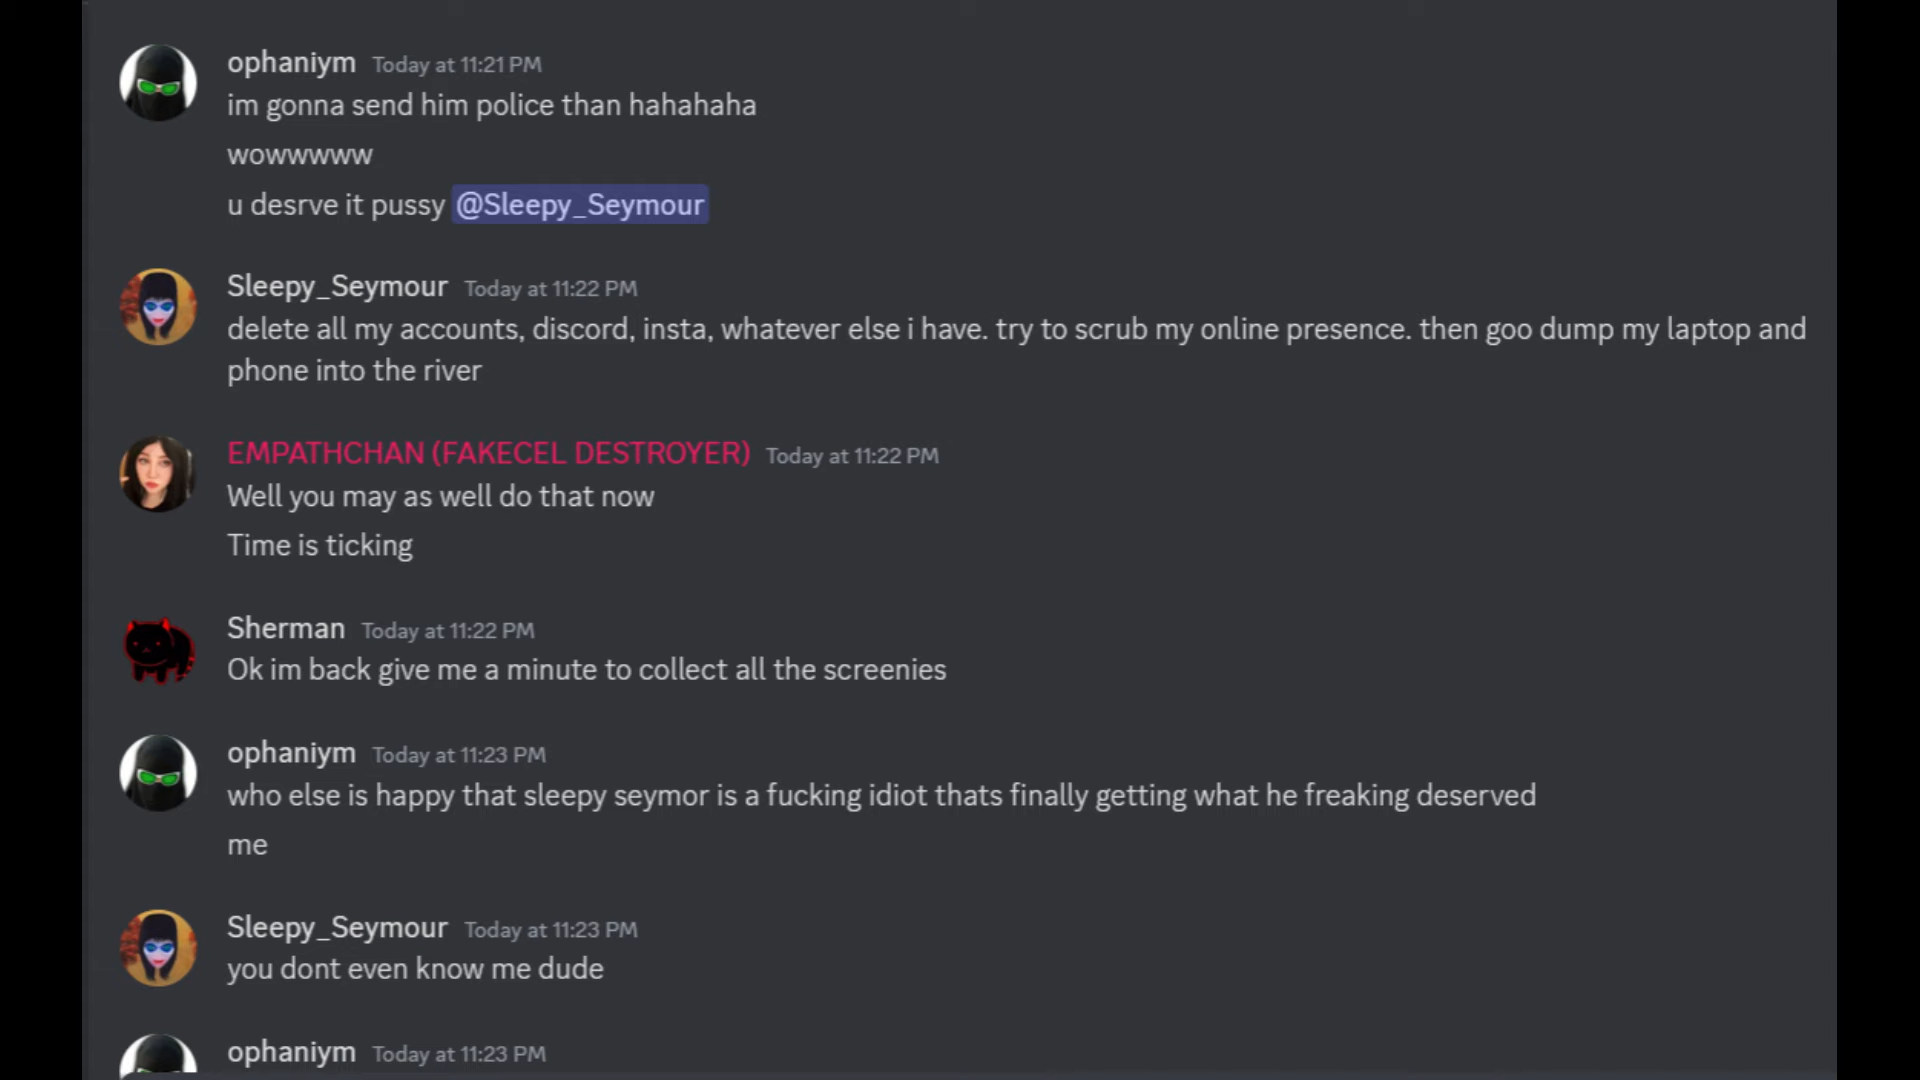 ophaniym Today at 11:21 PM
im gonna send him police than hahahaha
wowwwww
u desrve it pussy @Sleepy_Seymour
Sleepy_Seymour Today at 11:22 PM
delete all my accounts, discord, insta, whatever else i have. try to scrub my online presence. then goo dump my laptop and
phone into the river
EMPATHCHAN (FAKECEL DESTROYER) Today at 11:22 PM
Well you may as well do that now
Time is ticking
Sherman Today at 11:22 PM
Ok im back give me a minute to collect all the screenies
ophaniym Today at 11:23 PM
who else is happy that sleepy seymor is a fucking idiot thats finally getting what he freaking deserved
me
Sleepy_Seymour Today at 11:23 PM
you dont even know me dude
ophaniym Today at 11:23 PM